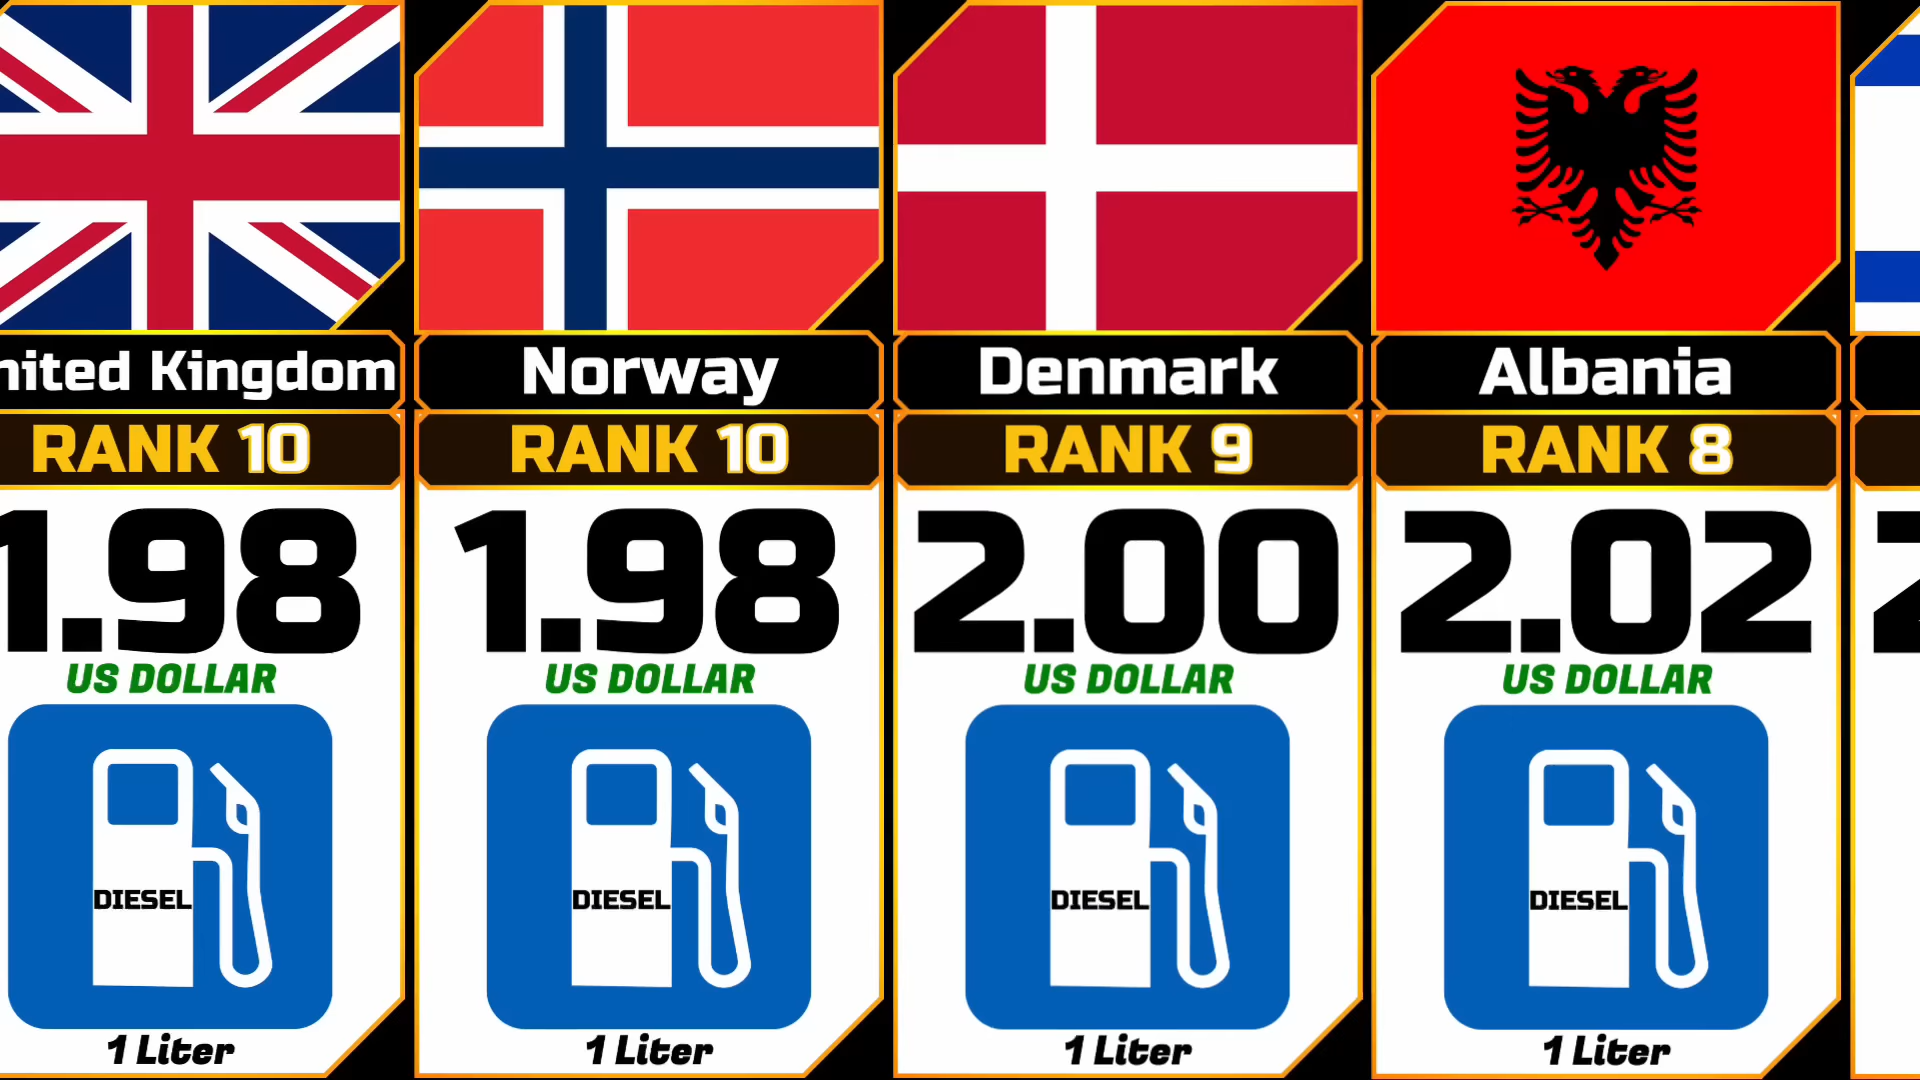 nited Kingdom
RANK 10
1.98
US DOLLAR
DIESEL
1 Liter
Norway
RANK 10
1.98
US DOLLAR
DIESEL
1 Liter
Denmark
RANK 9
2.00
US DOLLAR
DIESEL
1 Liter
Albania
RANK 8
2.02
US DOLLAR
DIESEL
1 Liter